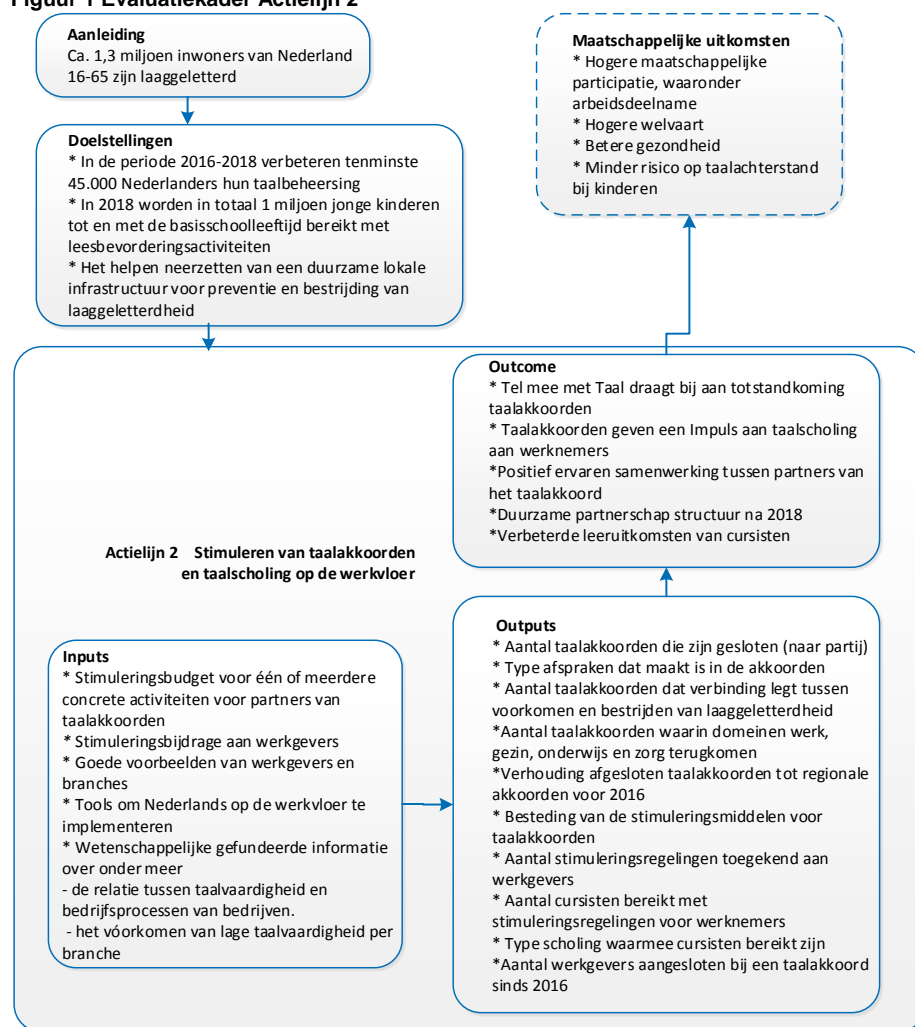 Figuur 1 Evaluatiekader Actielijn 2
Aanleiding
Ca. 1,3 miljoen inwoners van Nederland
16-65 zijn laaggeletterd
Doelstellingen
* In de periode 2016-2018 verbeteren tenminste
45.000 Nederlanders hun taalbeheersing
* In 2018 worden in totaal 1 miljoen jonge kinderen
tot en met de basisschoolleeftijd bereikt met
leesbevorderingsactiviteiten
* Het helpen neerzetten van een duurzame lokale
infrastructuur voor preventie en bestrijding van
laaggeletterdheid
Maatschappelijke uitkomsten
* Hogere maatschappelijke
participatie, waaronder
arbeidsdeelname
* Hogere welvaart
* Betere gezondheid
* Minder risico op taalachterstand
bij kinderen
Outcome
* Tel mee met Taal draagt bij aan totstandkoming
taalakkoorden
* Taalakkoorden geven een Impuls aan taalscholing
aan werknemers
*Positief ervaren samenwerking tussen partners van
het taalakkoord
*Duurzame partnerschap structuur na 2018
*Verbeterde leeruitkomsten van cursisten
Actielijn 2 Stimuleren van taalakkoorden
en taalscholing op de werkvloer
Inputs
* Stimuleringsbudget voor één of meerdere
concrete activiteiten voor partners van
taalakkoorden
* Stimuleringsbijdrage aan werkgevers
* Goede voorbeelden van werkgevers en
branches
* Tools om Nederlands op de werkvloer te
implementeren
* Wetenschappelijke gefundeerde informatie
over onder meer
- de relatie tussen taalvaardigheid en
bedrijfsprocessen van bedrijven.
- het vóorkomen van lage taalvaardigheid per
branche
Outputs
* Aantal taalakkoorden die zijn gesloten (naar partij)
* Type afspraken dat maakt is in de akkoorden
* Aantal taalakkoorden dat verbinding legt tussen
voorkomen en bestrijden van laaggeletterdheid
*Aantal taalakkoorden waarin domeinen werk,
gezin, onderwijs en zorg terugkomen
*Verhouding afgesloten taalakkoorden tot regionale
akkoorden voor 2016
* Besteding van de stimuleringsmiddelen voor
taalakkoorden
* Aantal stimuleringsregelingen toegekend aan
werkgevers
* Aantal cursisten bereikt met
stimuleringsregelingen voor werknemers
* Type scholing waarmee cursisten bereikt zijn
*Aantal werkgevers aangesloten bij een taalakkoord
sinds 2016